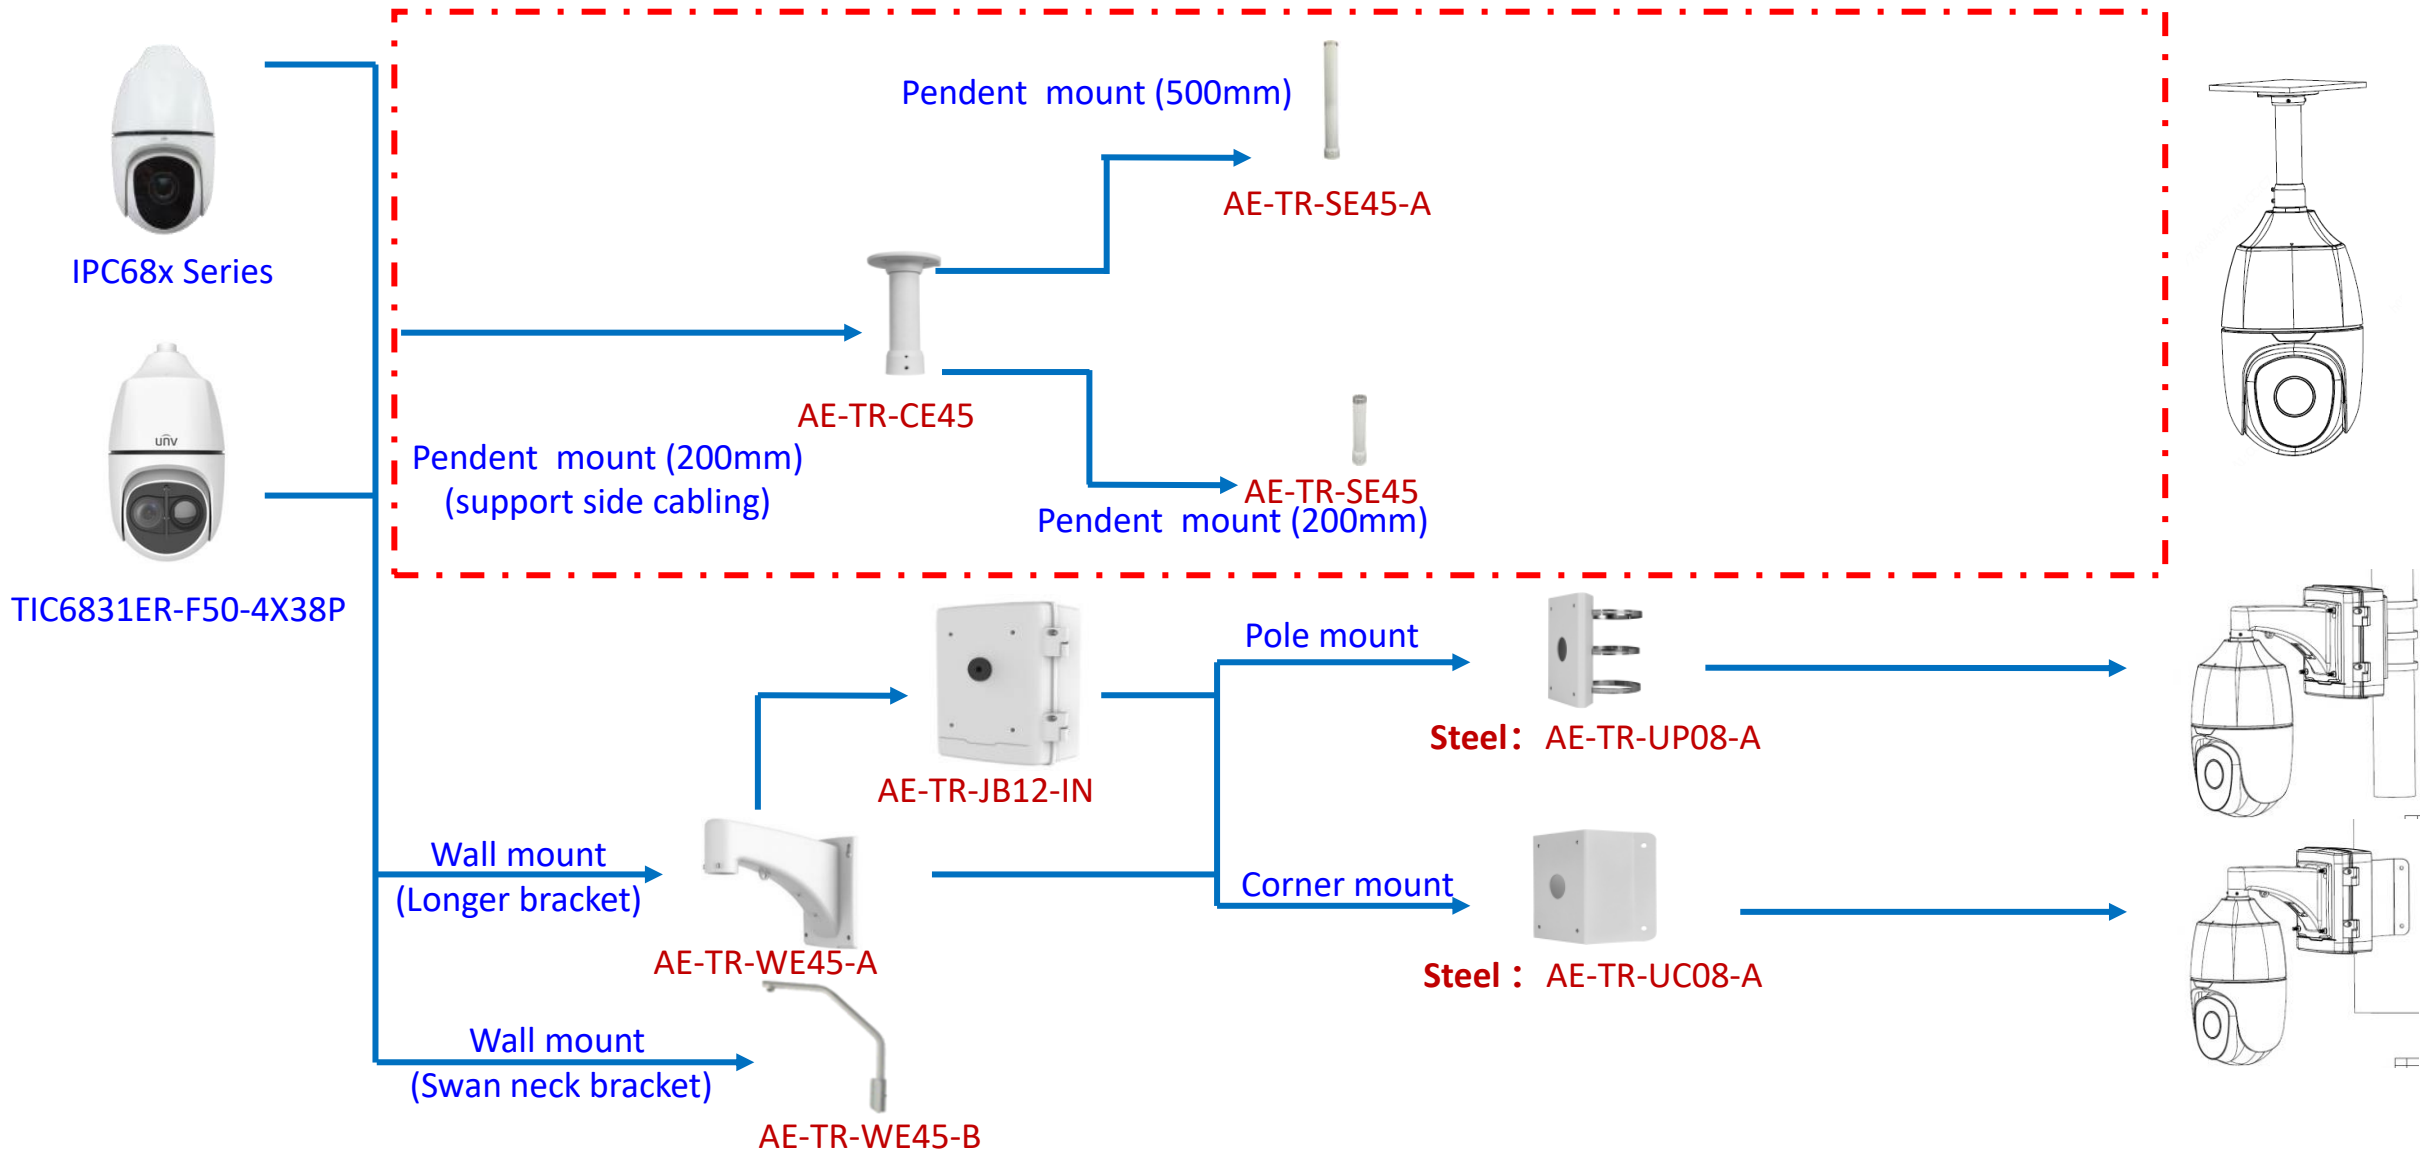 Pendent mount (500mm)
AE-TR-SE45-A
IPC68x Series
AE-TR-CE45
unv
Pendent mount (200mm)
(support side cabling)
AE-TR-SE45
Pendent mount (200mm)
TIC6831ER-F50-4X38P
Pole mount
Steel： AE-TR-UP08-A
AE-TR-JB12-IN
Wall mount
(Longer bracket)
Corner mount
AE-TR-WE45-A
Steel： AE-TR-UC08-A
Wall mount
(Swan neck bracket)
AE-TR-WE45-B